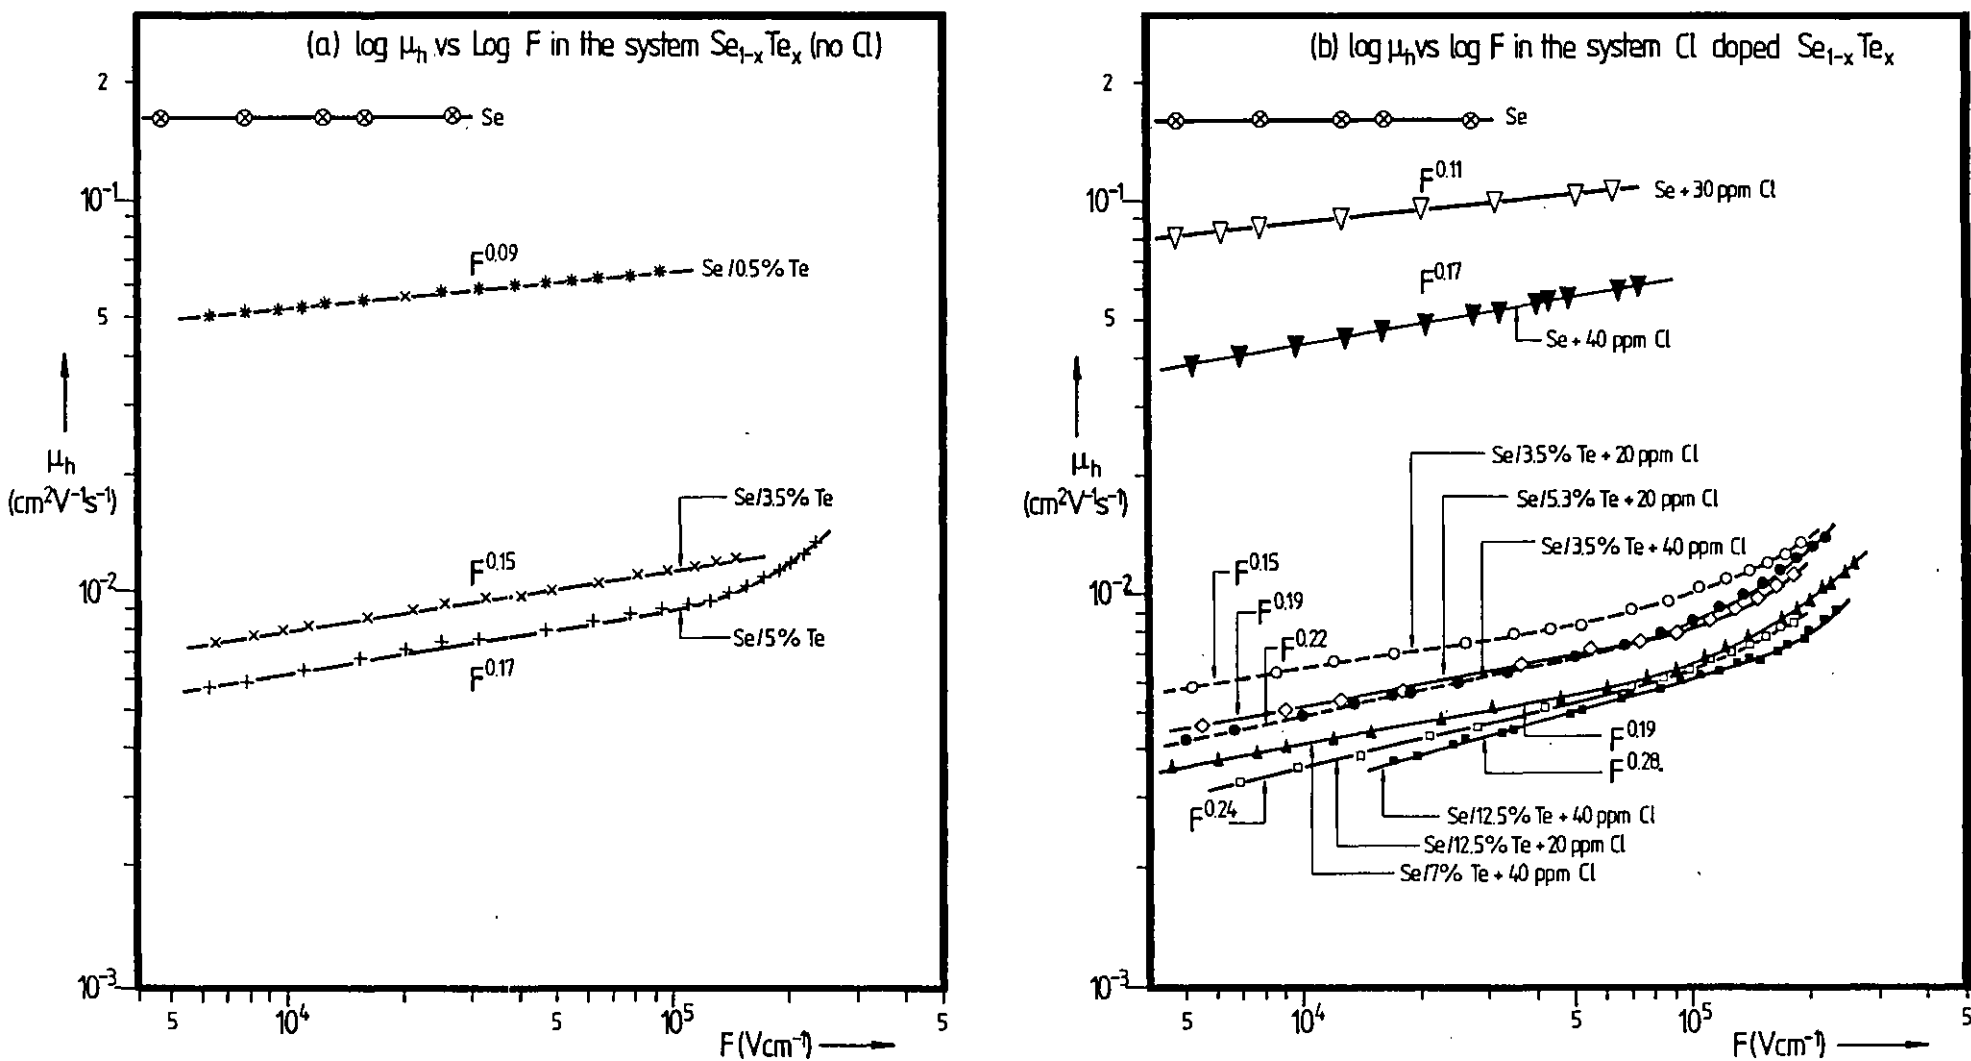 (a) log μₕ vs Log F in the system Se₁₋ₓTeₓ (no Cl)
2
Se
10⁻¹
F⁰·⁰⁹
Se/0.5% Te
5
μₕ
(cm²V⁻¹s⁻¹)
Se/3.5% Te
F⁰·¹⁵
10⁻²
Se/5% Te
F⁰·¹⁷
10⁻³
5
10⁴
5
10⁵
5
F(Vcm⁻¹)
(b) log μₕ vs log F in the system Cl doped Se₁₋ₓTeₓ
2
Se
F⁰·¹¹
10⁻¹
Se + 30 ppm Cl
F⁰·¹⁷
5
Se + 40 ppm Cl
μₕ
(cm²V⁻¹s⁻¹)
Se/3.5% Te + 20 ppm Cl
Se/5.3% Te + 20 ppm Cl
Se/3.5% Te + 40 ppm Cl
F⁰·¹⁵
10⁻²
F⁰·¹⁹
F⁰·²²
F⁰·¹⁹
F⁰·²⁸
F⁰·²⁴
Se/12.5% Te + 40 ppm Cl
Se/12.5% Te + 20 ppm Cl
Se/7% Te + 40 ppm Cl
10⁻³
5
10⁴
5
10⁵
5
F(Vcm⁻¹)